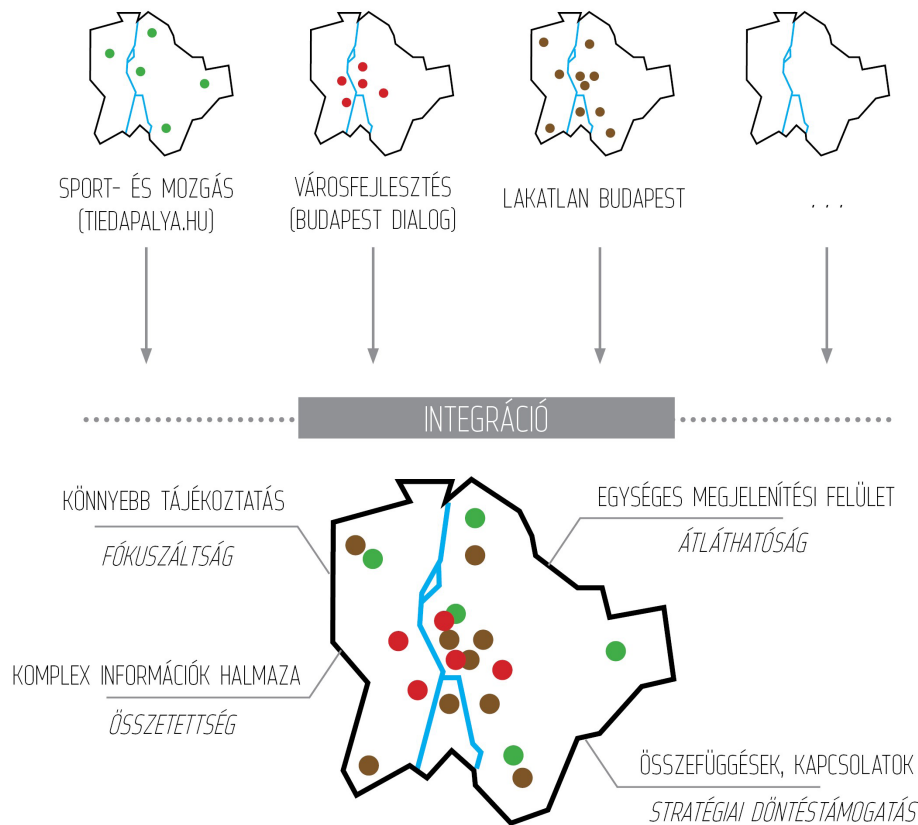 SPORT- ÉS MOZGÁS
(TIEDAPALYA.HU)
VÁROSFEJLESZTÉS
(BUDAPEST DIALOG)
LAKATLAN BUDAPEST
. . .
INTEGRÁCIÓ
KÖNNYEBB TÁJÉKOZTATÁS
FÓKUSZÁLTSÁG
EGYSÉGES MEGJELENÍTÉSI FELÜLET
ÁTLÁTHATÓSÁG
KOMPLEX INFORMÁCIÓK HALMAZA
ÖSSZETETTSÉG
ÖSSZEFÜGGÉSEK, KAPCSOLATOK
STRATÉGIAI DÖNTÉSTÁMOGATÁS